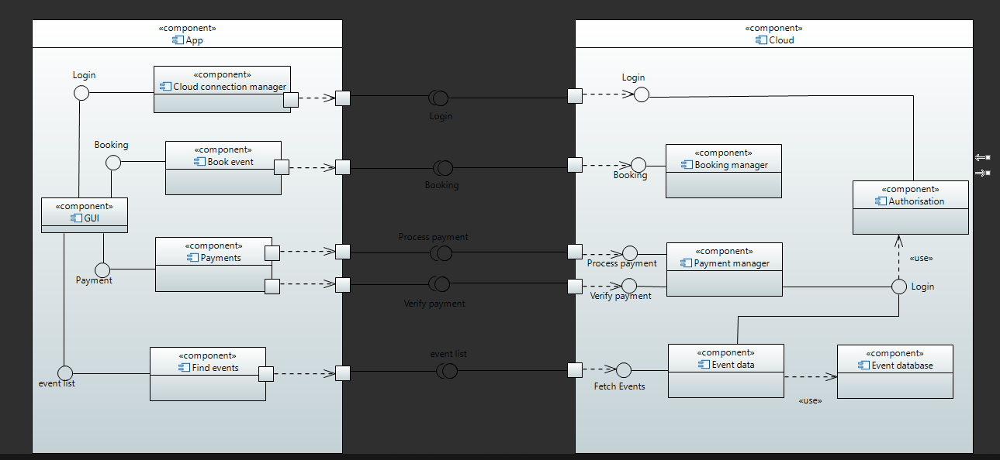 «component»
App
«component»
Cloud
Login
«component»
Cloud connection manager
Login
Login
Booking
«component»
Book event
Booking
Booking
«component»
Booking manager
«component»
Authorisation
«component»
GUI
«component»
Payments
Payment
Process payment
Verify payment
Process payment
Verify payment
«component»
Payment manager
«use»
Login
«component»
Find events
event list
event list
Fetch Events
«component»
Event data
«use»
«component»
Event database